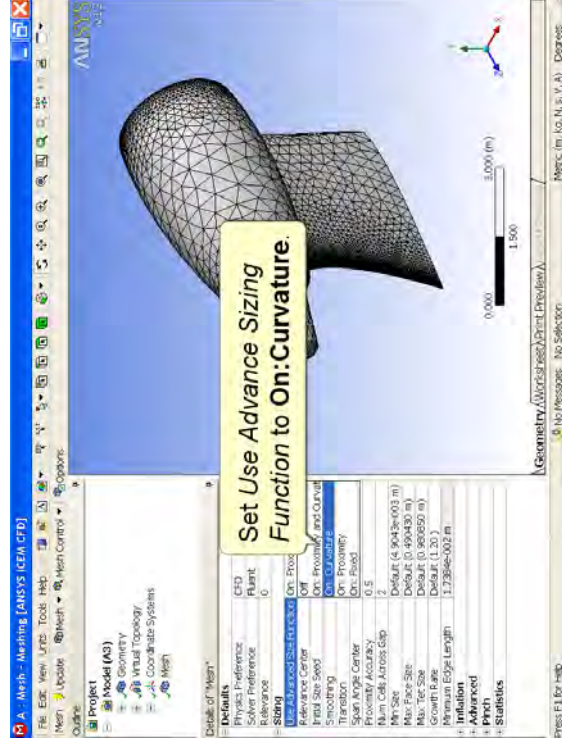 A : Mesh - Meshing [ANSYS ICEM CFD]
File Edit View Units Tools Help
Mesh Update Mesh Mesh Control Options
Outline
Project
Model (A3)
Geometry
Virtual Topology
Coordinate Systems
Mesh
Details of "Mesh"
Defaults
Physics Preference CFD
Solver Preference Fluent
Relevance 0
Sizing
Use Advanced Size Function On: Prox
Relevance Center Off
Initial Size Seed On: Proximity and Curvat
Smoothing On: Curvature
Transition On: Proximity
Span Angle Center On: Fixed
Proximity Accuracy 0.5
Num Cells Across Gap 2
Min Size Default (4.9043e-003 m)
Max Face Size Default (0.490430 m)
Max Tet Size Default (0.980850 m)
Growth Rate Default (1.20 )
Minimum Edge Length 1.7384e-002 m
Inflation
Advanced
Pinch
Statistics
Set Use Advance Sizing
Function to On:Curvature.
ANSYS
0.000 3.000 (m)
1.500
Geometry Worksheet Print Preview
Press F1 for Help No Messages No Selection Metric (m, kg, N, s, V, A) Degrees